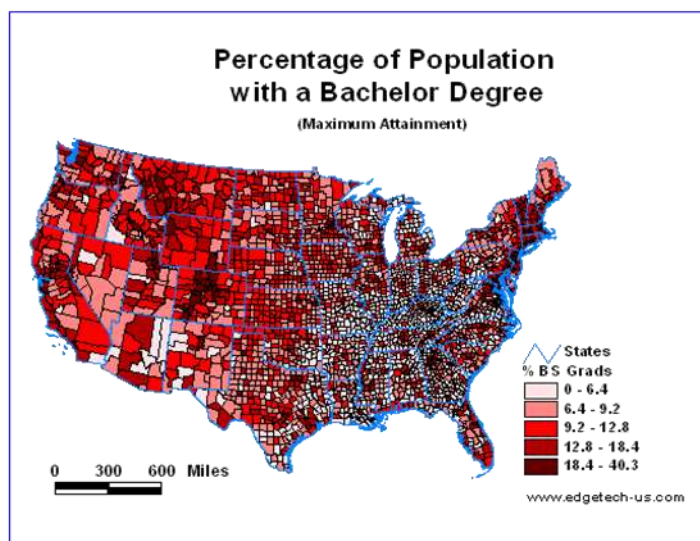 Percentage of Population
with a Bachelor Degree
(Maximum Attainment)
States
% BS Grads
0 - 6.4
6.4 - 9.2
9.2 - 12.8
12.8 - 18.4
18.4 - 40.3
0 300 600 Miles
www.edgetech-us.com